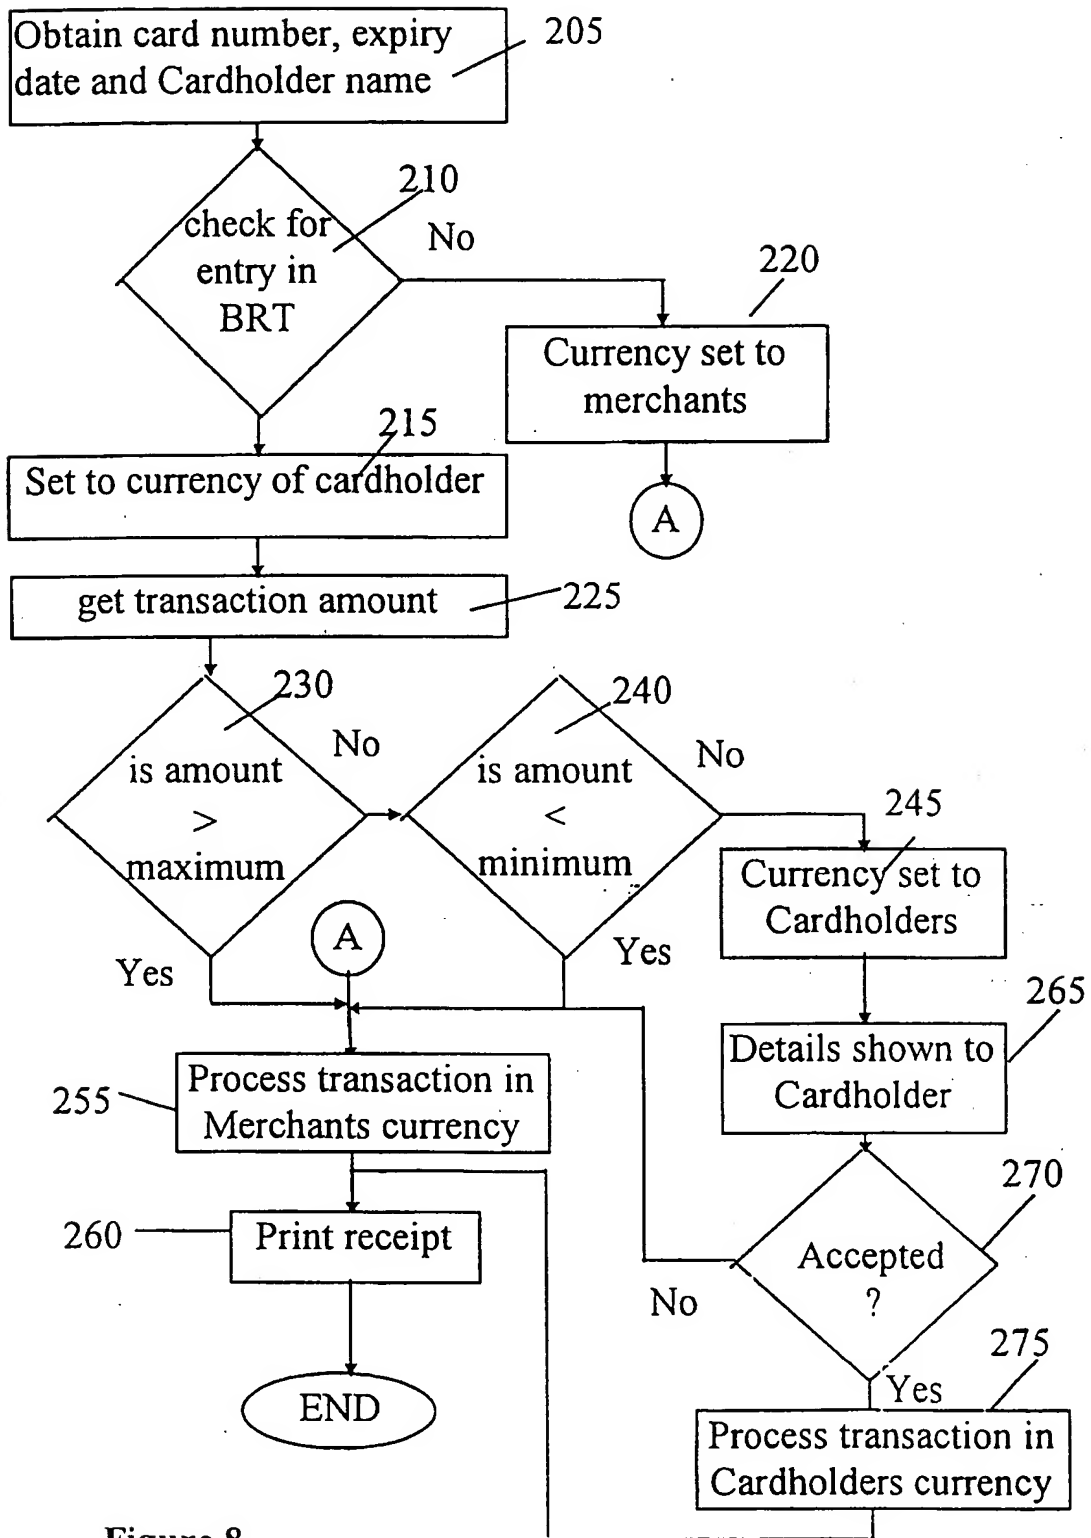 Obtain card number, expiry
date and Cardholder name
205
210
check for
entry in
BRT
No
220
Currency set to
merchants
A
215
Set to currency of cardholder
get transaction amount
225
230
is amount
>
maximum
No
240
is amount
<
minimum
No
245
Currency set to
Cardholders
A
Yes
Yes
265
Details shown to
Cardholder
255
Process transaction in
Merchants currency
270
Accepted
?
No
260
Print receipt
275
Yes
END
Process transaction in
Cardholders currency
Figure 8